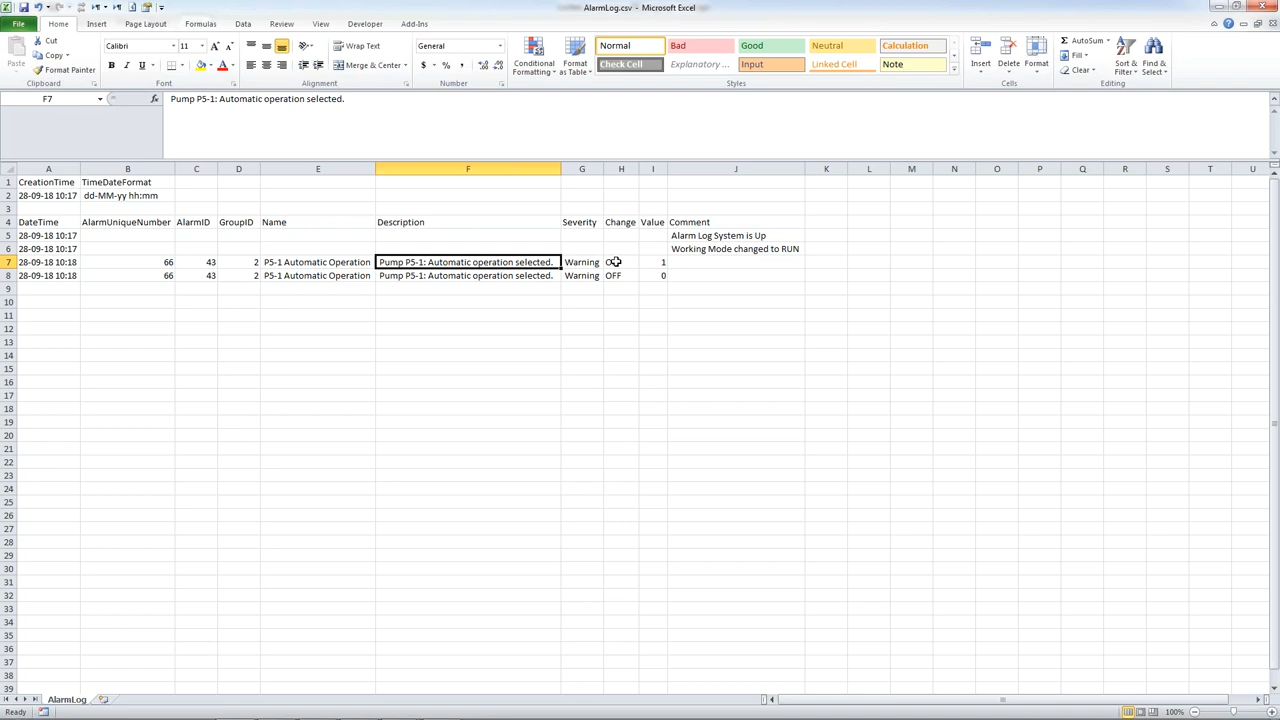 AlarmLog.csv - Microsoft Excel
File Home Insert Page Layout Formulas Data Review View Developer Add-Ins
Cut Calibri 11 Wrap Text General Normal Bad Good Neutral Calculation AutoSum
Copy Fill
Paste Format Painter Merge & Center Conditional Formatting Format as Table Check Cell Explanatory ... Input Linked Cell Note Insert Delete Format Clear Sort & Filter Find & Select
Clipboard Font Alignment Number Styles Cells Editing
F7 fx Pump P5-1: Automatic operation selected.
A B C D E F G H I J K L M N O P Q R S T U
1 CreationTime TimeDateFormat
2 28-09-18 10:17 dd-MM-yy hh:mm
3
4 DateTime AlarmUniqueNumber AlarmID GroupID Name Description Severity Change Value Comment
5 28-09-18 10:17 Alarm Log System is Up
6 28-09-18 10:17 Working Mode changed to RUN
7 28-09-18 10:18 66 43 2 P5-1 Automatic Operation Pump P5-1: Automatic operation selected. Warning 1
8 28-09-18 10:18 66 43 2 P5-1 Automatic Operation Pump P5-1: Automatic operation selected. Warning OFF 0
9
10
11
12
13
14
15
16
17
18
19
20
21
22
23
24
25
26
27
28
29
30
31
32
33
34
35
36
37
38
39
AlarmLog
Ready 100%